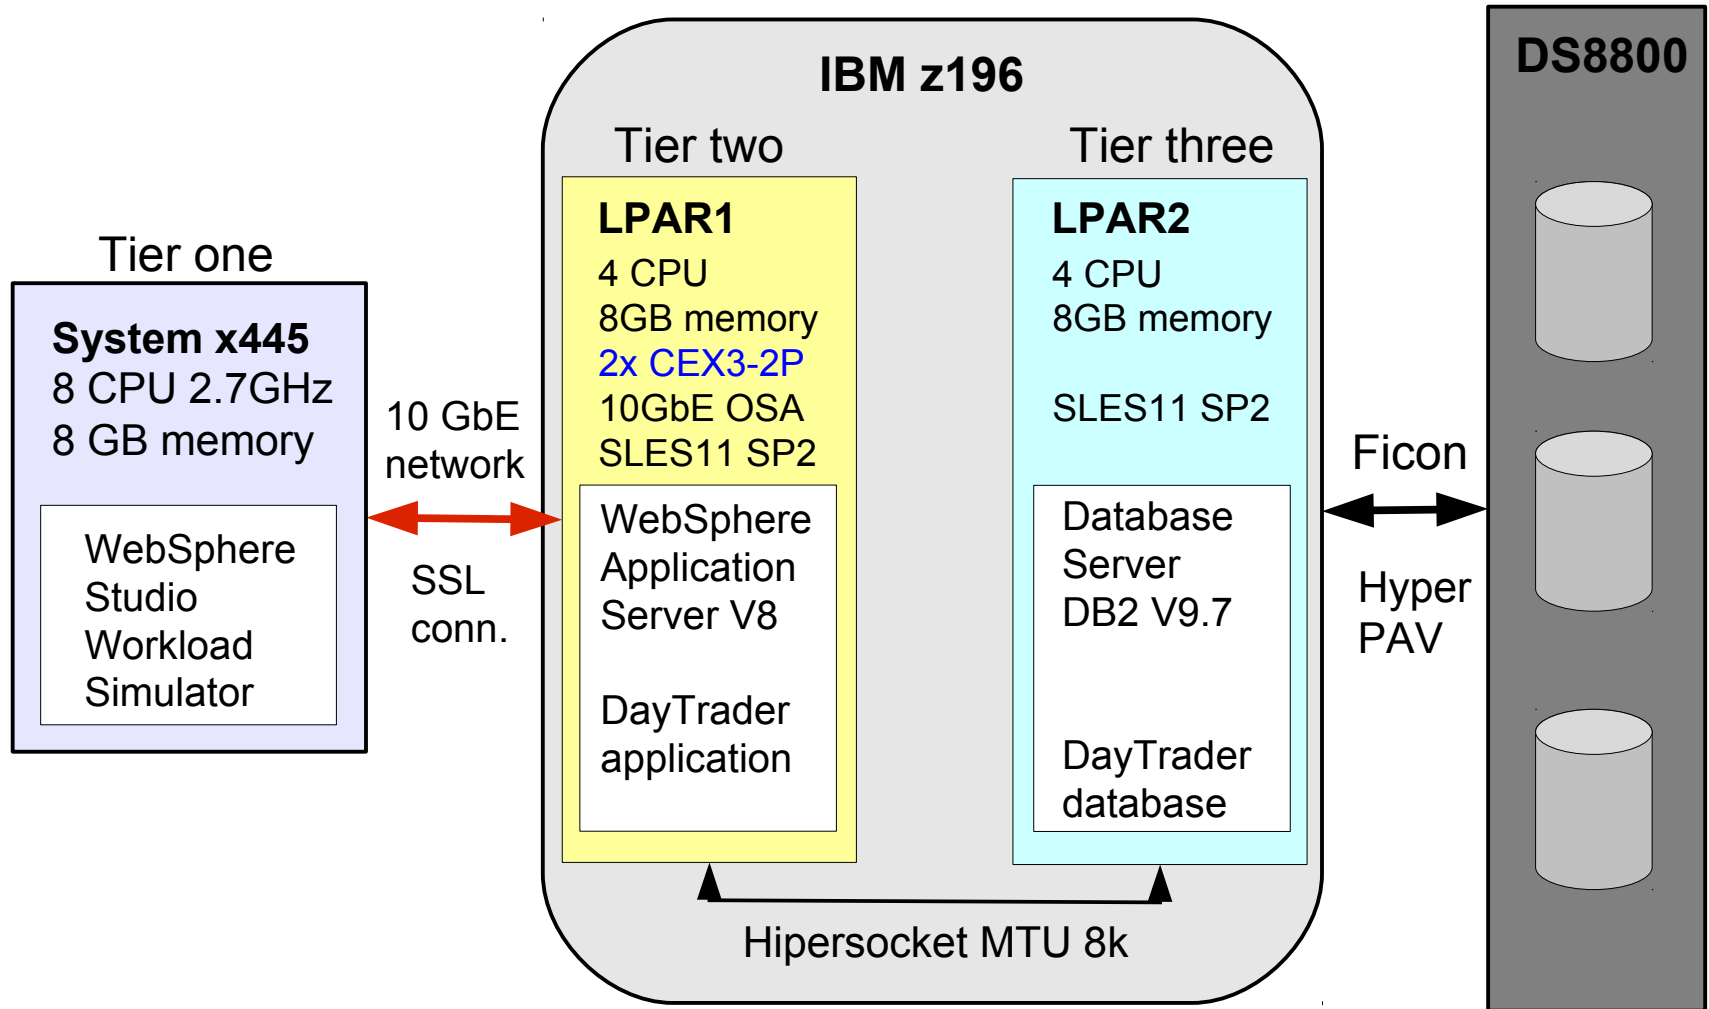 Tier one
System x445
8 CPU 2.7GHz
8 GB memory
WebSphere
Studio
Workload
Simulator
10 GbE
network
SSL
conn.
IBM z196
Tier two
LPAR1
4 CPU
8GB memory
2x CEX3-2P
10GbE OSA
SLES11 SP2
WebSphere
Application
Server V8
DayTrader
application
Tier three
LPAR2
4 CPU
8GB memory
SLES11 SP2
Database
Server
DB2 V9.7
DayTrader
database
Hipersocket MTU 8k
Ficon
Hyper
PAV
DS8800